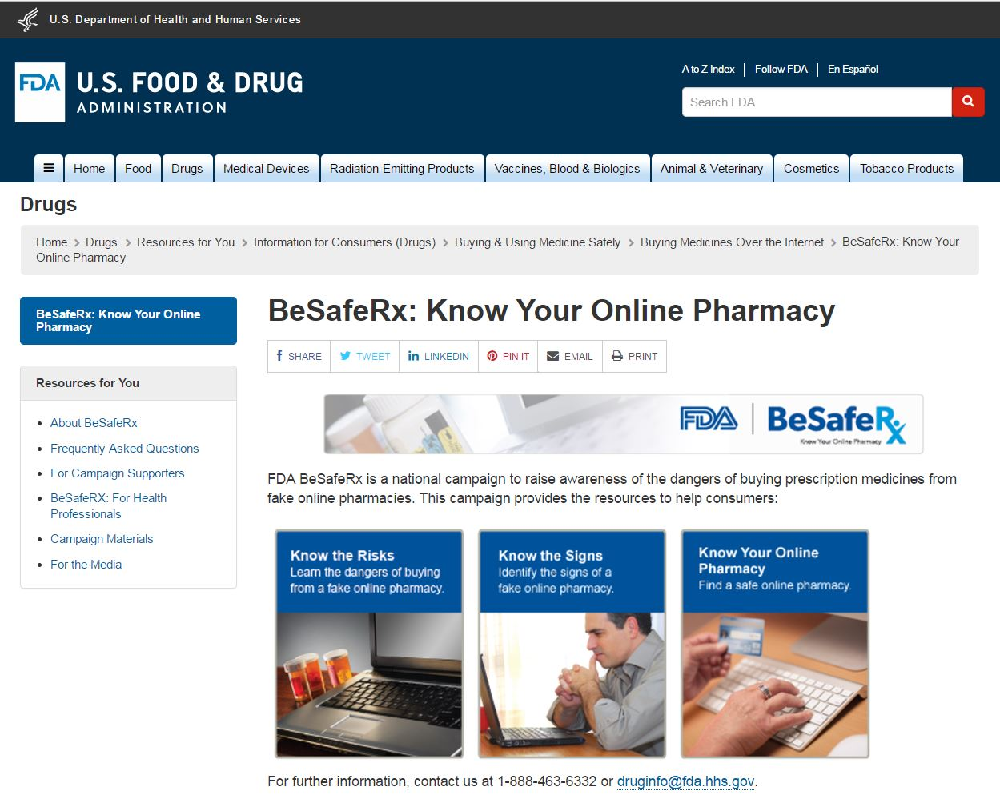 U.S. Department of Health and Human Services
FDA U.S. FOOD & DRUG
ADMINISTRATION
A to Z Index Follow FDA En Español
Search FDA
Home Food Drugs Medical Devices Radiation-Emitting Products Vaccines, Blood & Biologics Animal & Veterinary Cosmetics Tobacco Products
Drugs
Home Drugs Resources for You Information for Consumers (Drugs) Buying & Using Medicine Safely Buying Medicines Over the Internet BeSafeRx: Know Your
Online Pharmacy
BeSafeRx: Know Your Online
Pharmacy
Resources for You
About BeSafeRx
Frequently Asked Questions
For Campaign Supporters
BeSafeRX: For Health
Professionals
Campaign Materials
For the Media
BeSafeRx: Know Your Online Pharmacy
SHARE TWEET LINKEDIN PIN IT EMAIL PRINT
FDA BeSafeRx
Know Your Online Pharmacy
FDA BeSafeRx is a national campaign to raise awareness of the dangers of buying prescription medicines from
fake online pharmacies. This campaign provides the resources to help consumers:
Know the Risks
Learn the dangers of buying
from a fake online pharmacy.
Know the Signs
Identify the signs of a
fake online pharmacy.
Know Your Online
Pharmacy
Find a safe online pharmacy.
For further information, contact us at 1-888-463-6332 or druginfo@fda.hhs.gov.